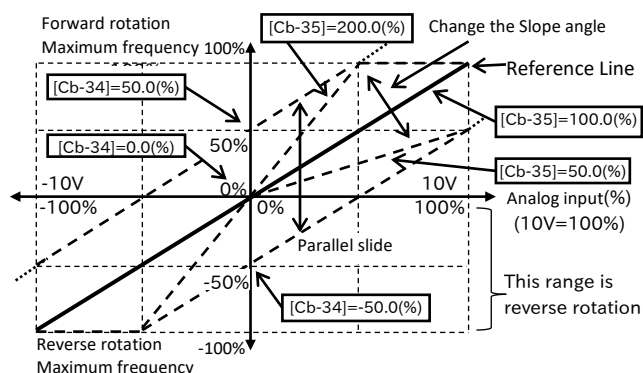 Forward rotation
Maximum frequency
100%
[Cb-35]=200.0(%)
Change the Slope angle
Reference Line
[Cb-34]=50.0(%)
[Cb-35]=100.0(%)
50%
[Cb-34]=0.0(%)
[Cb-35]=50.0(%)
-10V
0%
10V
Analog input(%)
-100%
0%
100%
(10V=100%)
Parallel slide
-50%
This range is
reverse rotation
[Cb-34]=-50.0(%)
-100%
Reverse rotation
Maximum frequency